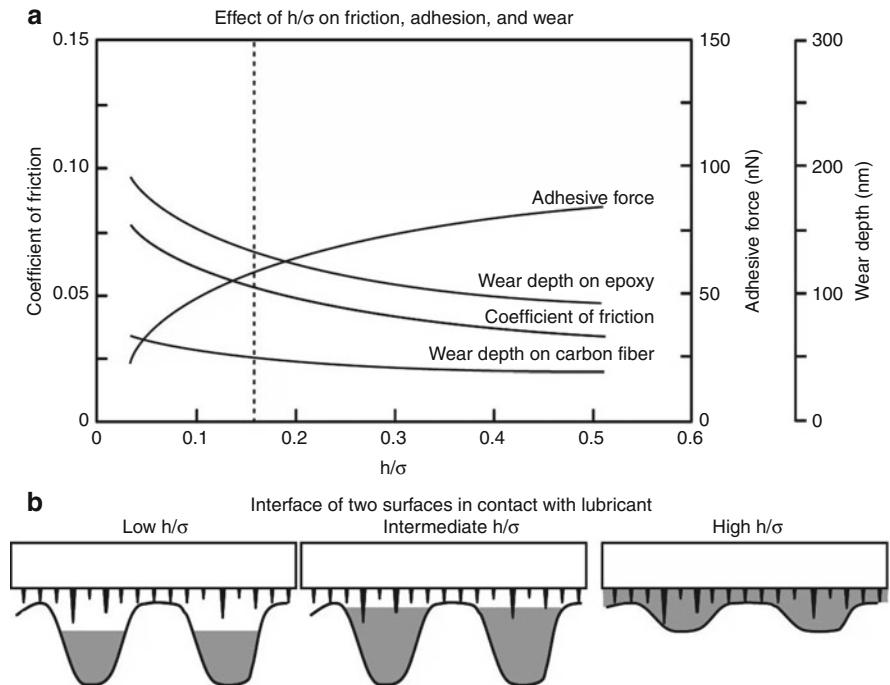 a
Effect of h/σ on friction, adhesion, and wear
0.15
0.10
0.05
0
Coefficient of friction
0
0.1
0.2
0.3
0.4
0.5
0.6
h/σ
Adhesive force
Wear depth on epoxy
Coefficient of friction
Wear depth on carbon fiber
150
100
50
0
Adhesive force (nN)
300
200
100
0
Wear depth (nm)
b
Interface of two surfaces in contact with lubricant
Low h/σ
Intermediate h/σ
High h/σ